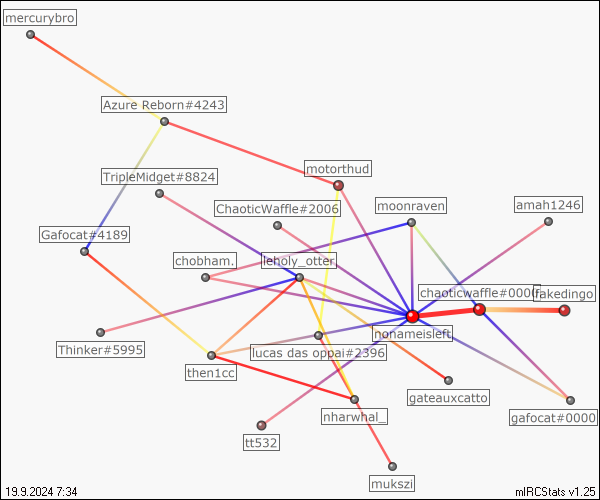 mercurybro
Azure Reborn#4243
motorthud
TripleMidget#8824
ChaoticWaffle#2006
moonraven
amah1246
Gafocat#4189
chobham.
leholy_otter
chaoticwaffle#0000
fakedingo
nonameisleft
Thinker#5995
lucas das oppai#2396
then1cc
gateauxcatto
nharwhal_
gafocat#0000
tt532
mukszi
19.9.2024 7:34
mIRCStats v1.25